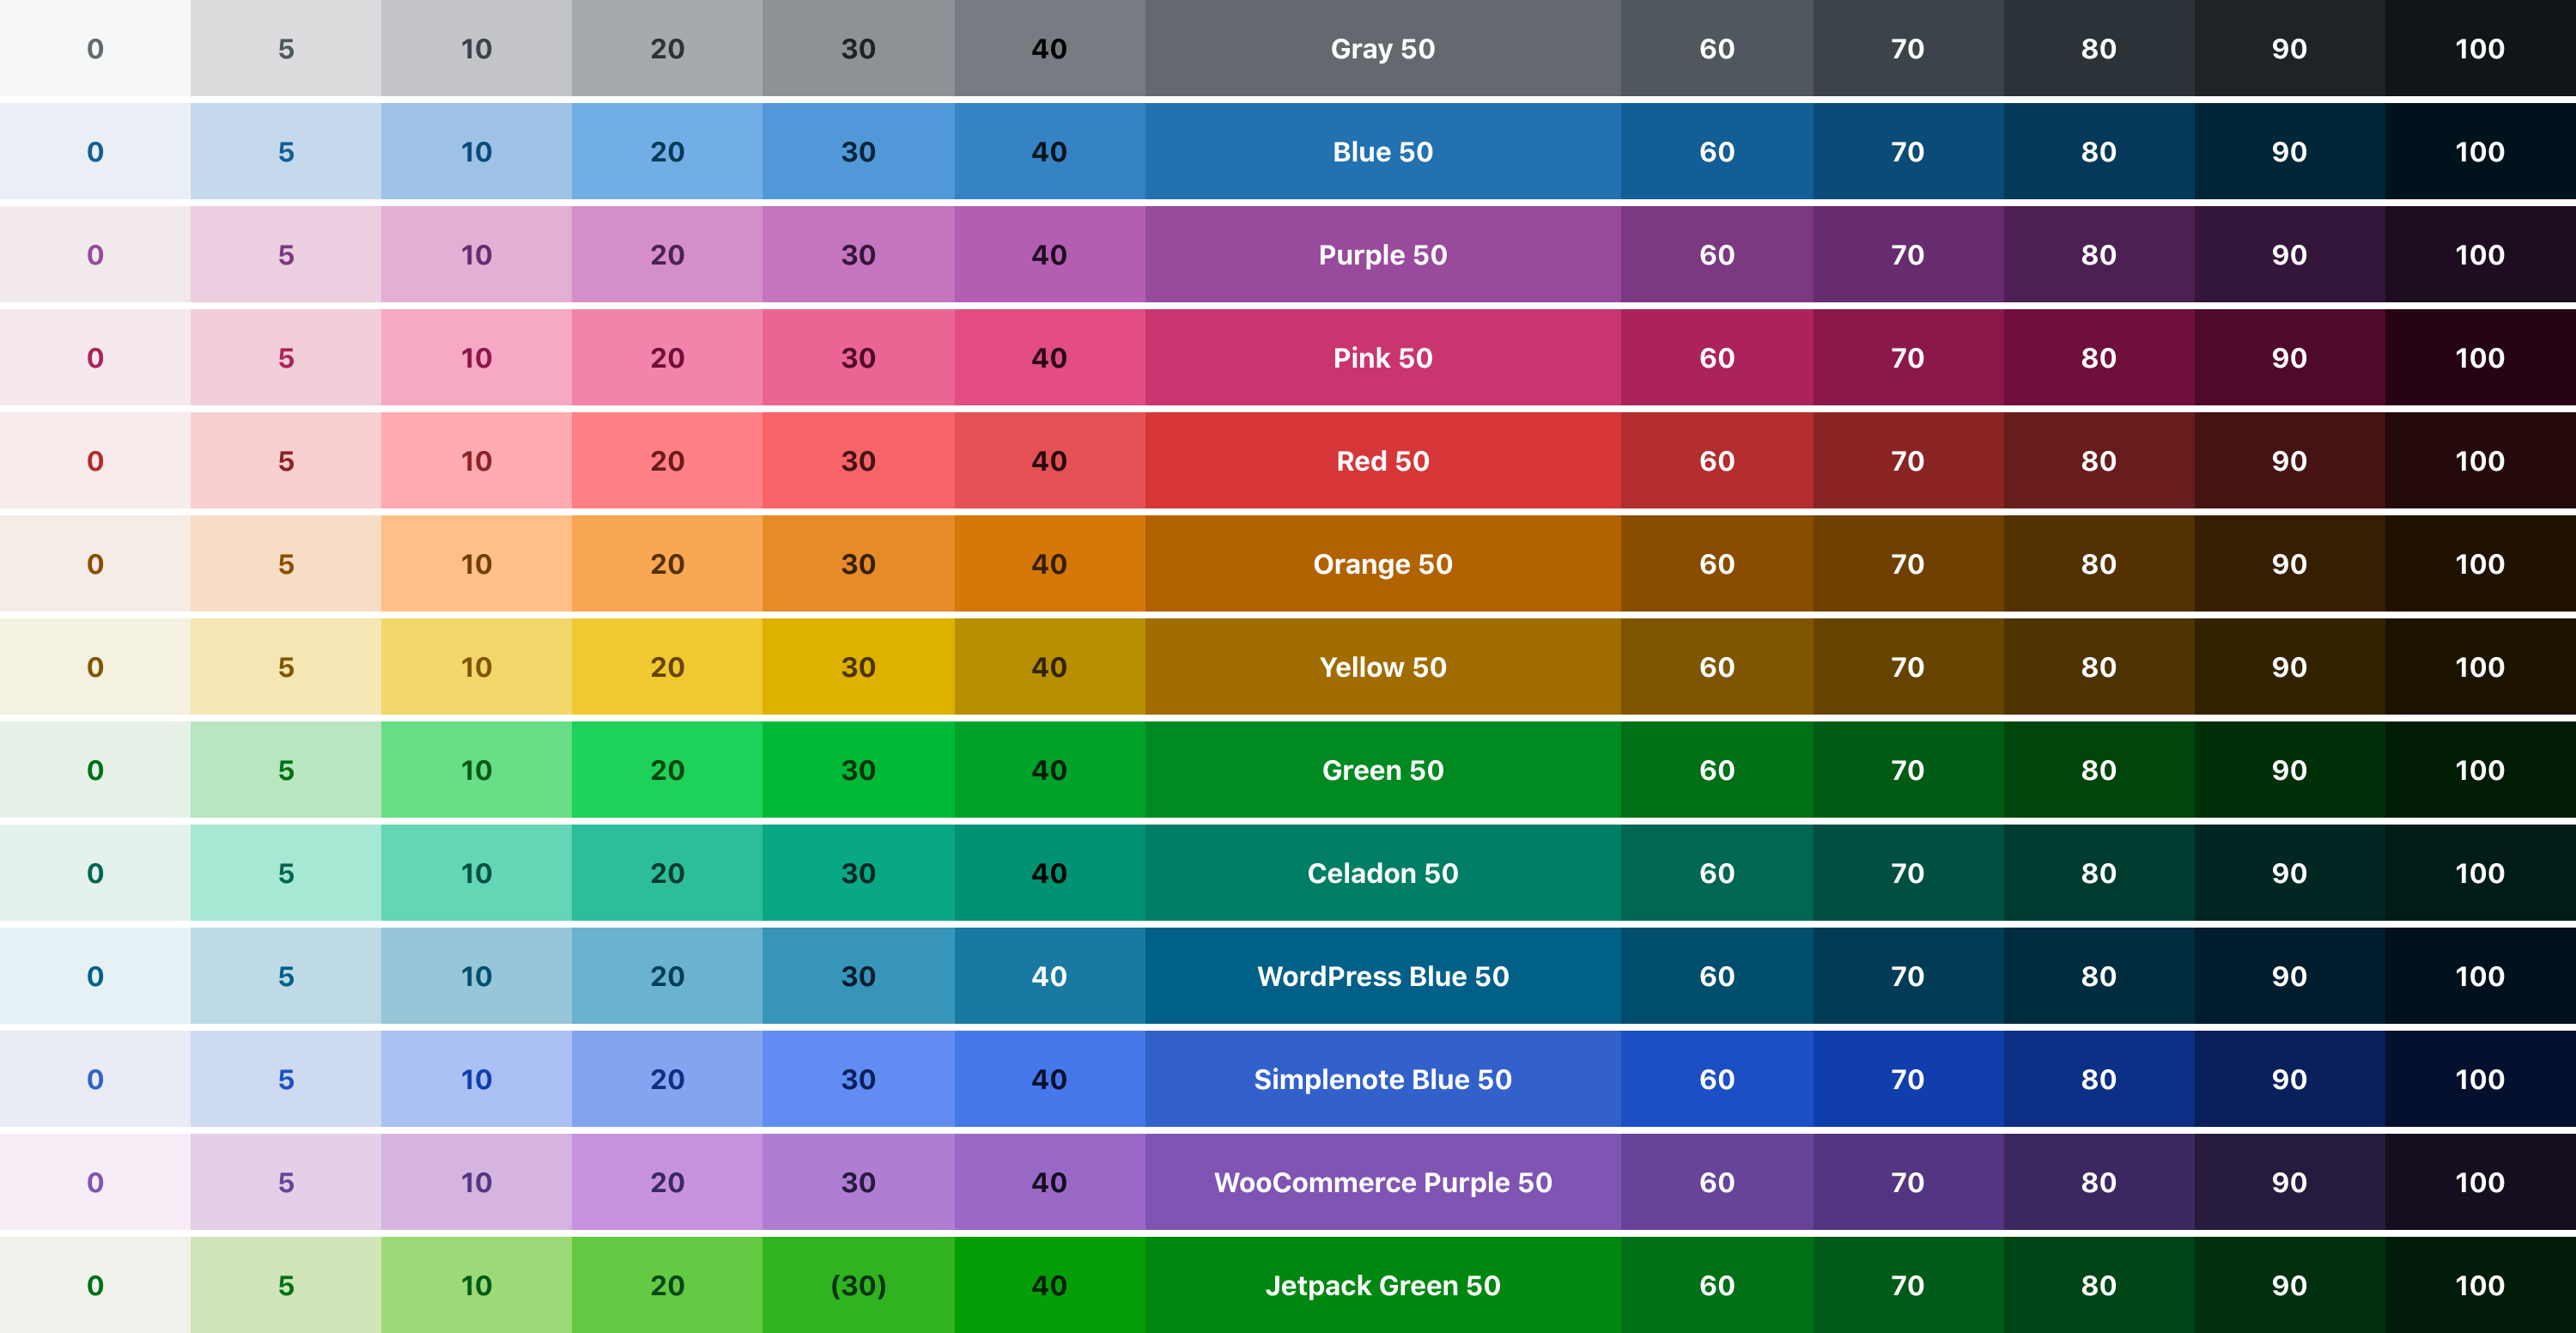 0 5 10 20 30 40 Gray 50 60 70 80 90 100
0 5 10 20 30 40 Blue 50 60 70 80 90 100
0 5 10 20 30 40 Purple 50 60 70 80 90 100
0 5 10 20 30 40 Pink 50 60 70 80 90 100
0 5 10 20 30 40 Red 50 60 70 80 90 100
0 5 10 20 30 40 Orange 50 60 70 80 90 100
0 5 10 20 30 40 Yellow 50 60 70 80 90 100
0 5 10 20 30 40 Green 50 60 70 80 90 100
0 5 10 20 30 40 Celadon 50 60 70 80 90 100
0 5 10 20 30 40 WordPress Blue 50 60 70 80 90 100
0 5 10 20 30 40 Simplenote Blue 50 60 70 80 90 100
0 5 10 20 30 40 WooCommerce Purple 50 60 70 80 90 100
0 5 10 20 (30) 40 Jetpack Green 50 60 70 80 90 100